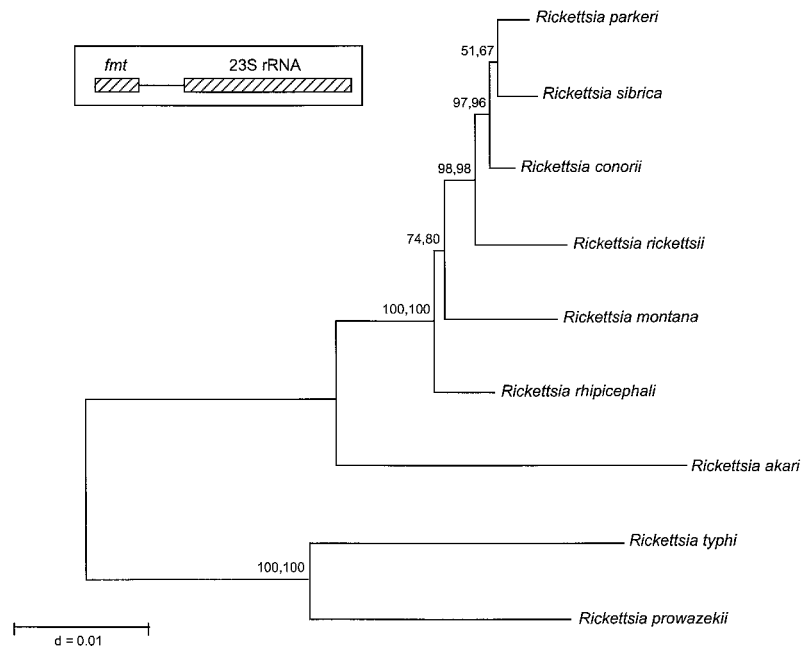 Rickettsia parkeri
fmt 23S rRNA
51,67
Rickettsia sibrica
97,96
98,98
Rickettsia conorii
74,80
Rickettsia rickettsii
100,100
Rickettsia montana
Rickettsia rhipicephali
Rickettsia akari
Rickettsia typhi
100,100
Rickettsia prowazekii
d = 0.01